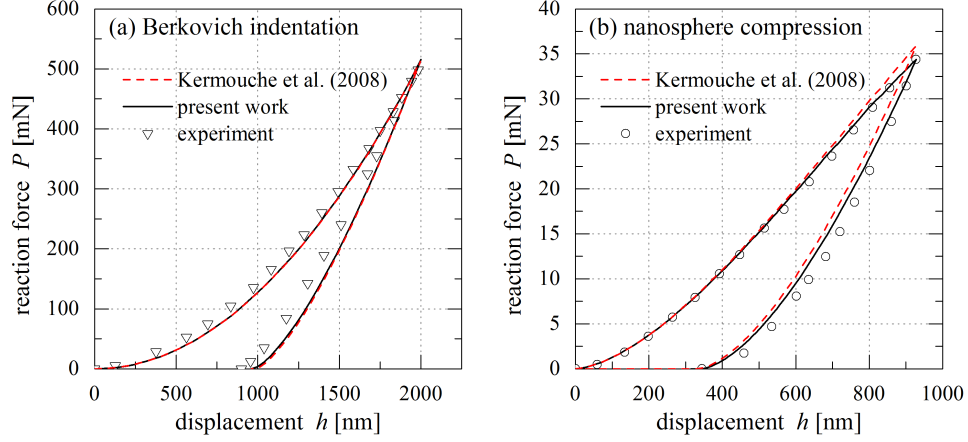 (a) Berkovich indentation
Kermouche et al. (2008)
present work
experiment
reaction force P [mN]
600
500
400
300
200
100
0
0 500 1000 1500 2000
displacement h [nm]
(b) nanosphere compression
Kermouche et al. (2008)
present work
experiment
reaction force P [mN]
40
35
30
25
20
15
10
5
0
0 200 400 600 800 1000
displacement h [nm]